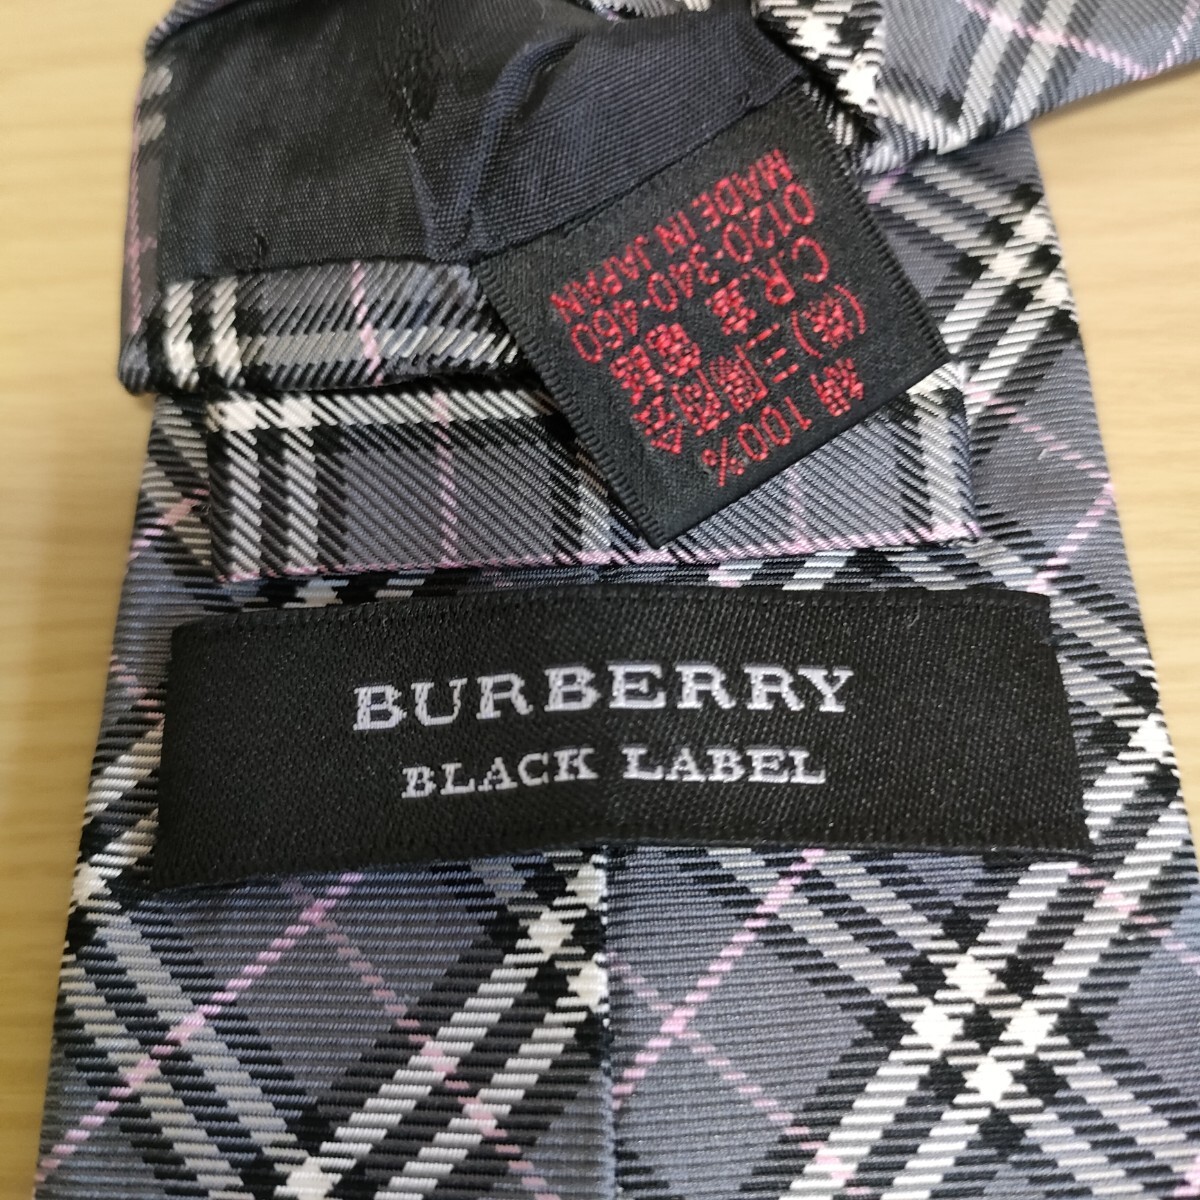 絹 100%
(株)三陽商会
C.R.室
0120-340-460
MADE IN JAPAN
BURBERRY
BLACK LABEL